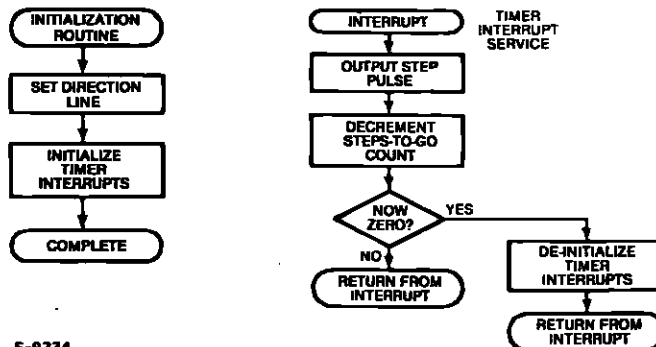 INITIALIZATION
ROUTINE
SET DIRECTION
LINE
INITIALIZE
TIMER
INTERRUPTS
COMPLETE
TIMER
INTERRUPT
SERVICE
INTERRUPT
OUTPUT STEP
PULSE
DECREMENT
STEPS-TO-GO
COUNT
NOW
ZERO?
YES
NO
RETURN FROM
INTERRUPT
DE-INITIALIZE
TIMER
INTERRUPTS
RETURN FROM
INTERRUPT